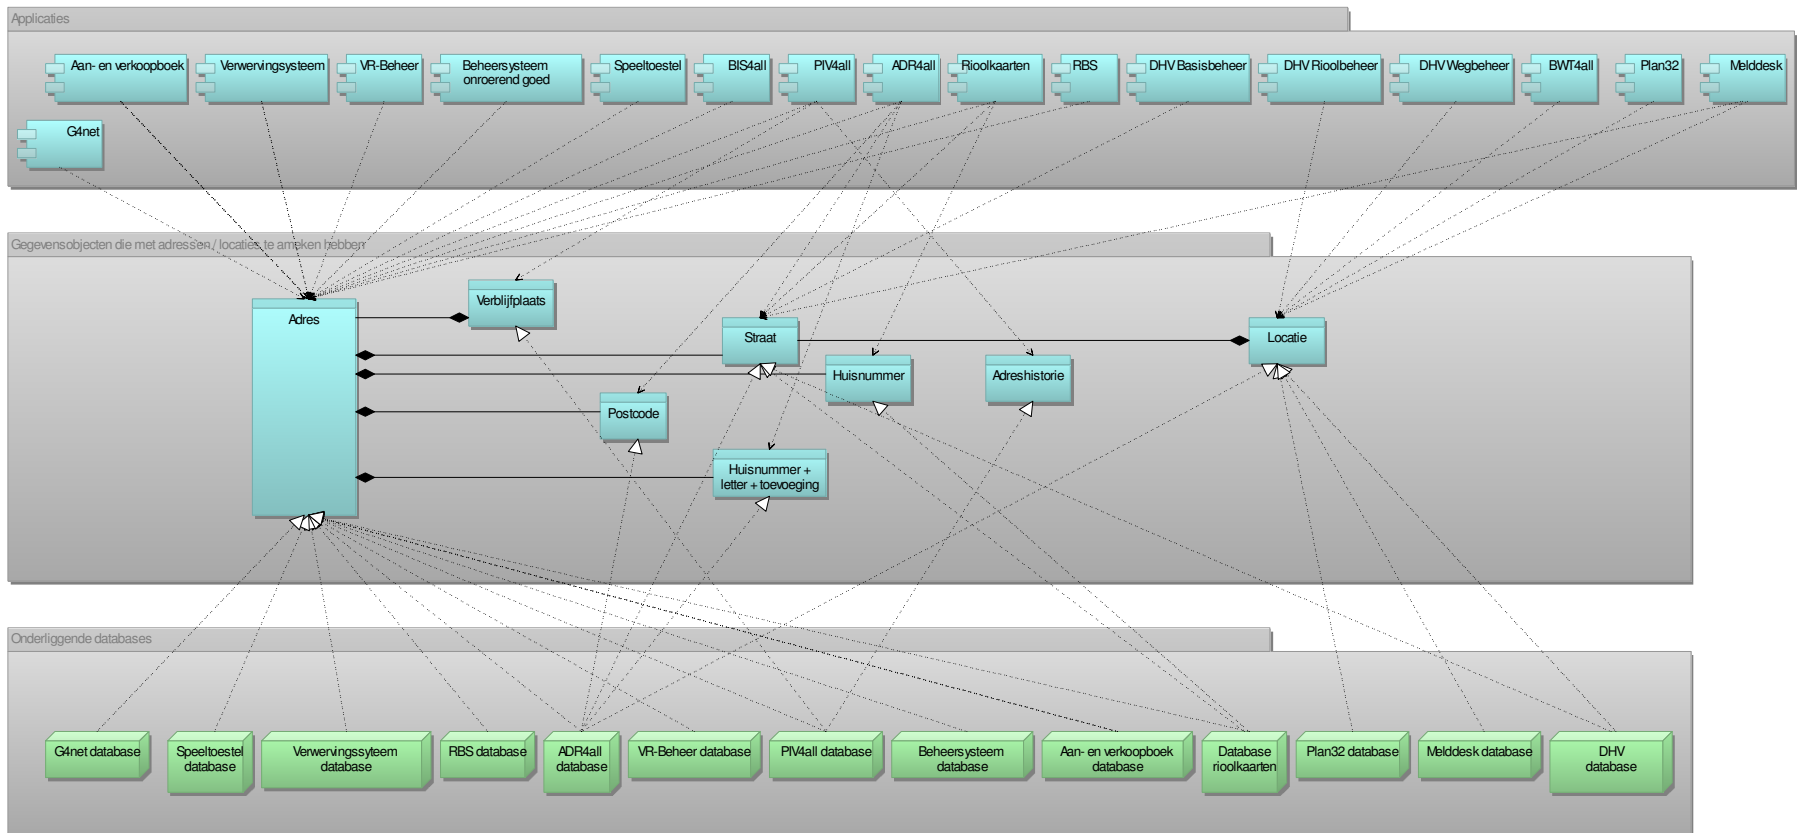 Applicaties
Aan- en verkoopboek
Verwervingsysteem
VR-Beheer
Beheersysteem
onroerend goed
Speeltoestel
BIS4all
PIV4all
ADR4all
Rioolkaarten
RBS
DHV Basisbeheer
DHV Rioolbeheer
DHV Wegbeheer
BWT4all
Plan32
Melddesk
G4net
Gegevensobjecten die met adressen / locaties te ameken hebben
Adres
Verblijfplaats
Straat
Locatie
Huisnummer
Adreshistorie
Postcode
Huisnummer +
letter + toevoeging
Onderliggende databases
G4net database
Speeltoestel
database
Verwervingssyteem
database
RBS database
ADR4all
database
VR-Beheer database
PIV4all database
Beheersysteem
database
Aan- en verkoopboek
database
Database
rioolkaarten
Plan32 database
Melddesk database
DHV
database